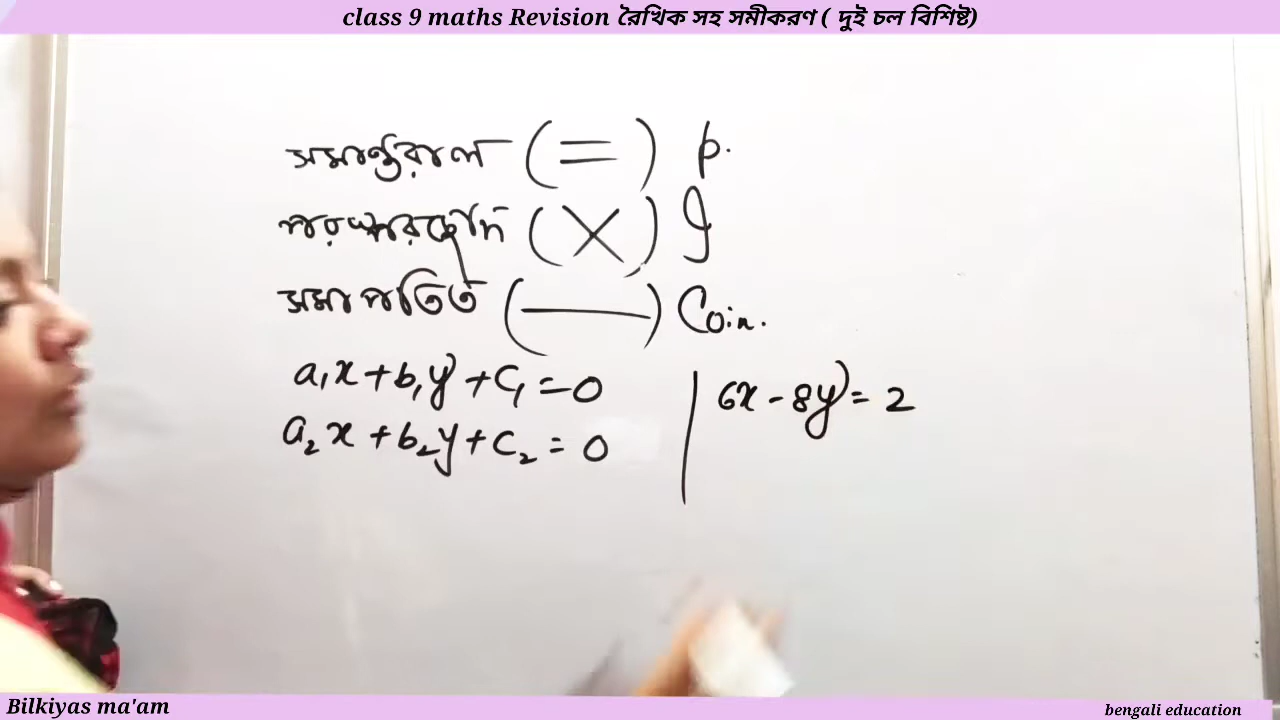 class 9 maths Revision রৈখিক সহ সমীকরণ ( দুই চল বিশিষ্ট)
সমান্তরাল (=) p.
পরস্পরছেদি (X) I
সমাপতিত (—) Coin.
a₁x + b₁y + c₁ = 0
a₂x + b₂y + c₂ = 0
6x - 8y = 2
Bilkiyas ma'am
bengali education